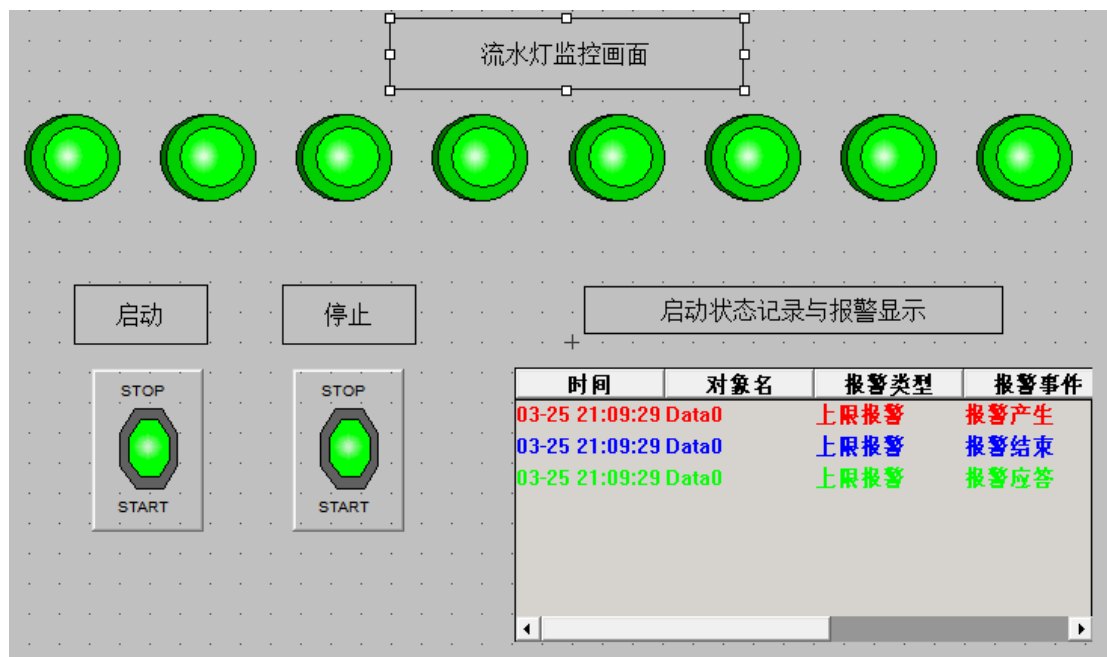 流水灯监控画面
启动
停止
启动状态记录与报警显示
STOP
START
STOP
START
时间 对象名 报警类型 报警事件
03-25 21:09:29 Data0 上限报警 报警产生
03-25 21:09:29 Data0 上限报警 报警结束
03-25 21:09:29 Data0 上限报警 报警应答